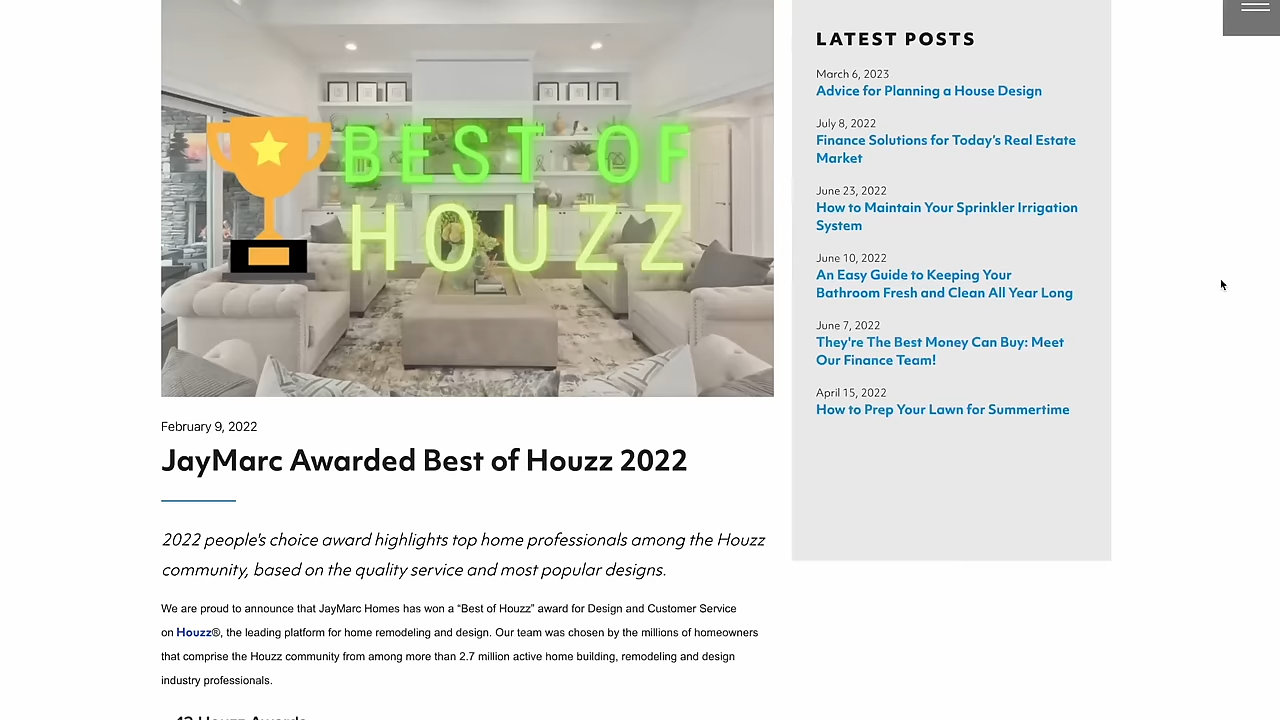 BEST OF
HOUZZ
February 9, 2022
JayMarc Awarded Best of Houzz 2022
2022 people's choice award highlights top home professionals among the Houzz
community, based on the quality service and most popular designs.
We are proud to announce that JayMarc Homes has won a “Best of Houzz” award for Design and Customer Service
on Houzz®, the leading platform for home remodeling and design. Our team was chosen by the millions of homeowners
that comprise the Houzz community from among more than 2.7 million active home building, remodeling and design
industry professionals.
12 Houzz Awards
LATEST POSTS
March 6, 2023
Advice for Planning a House Design
July 8, 2022
Finance Solutions for Today’s Real Estate
Market
June 23, 2022
How to Maintain Your Sprinkler Irrigation
System
June 10, 2022
An Easy Guide to Keeping Your
Bathroom Fresh and Clean All Year Long
June 7, 2022
They're The Best Money Can Buy: Meet
Our Finance Team!
April 15, 2022
How to Prep Your Lawn for Summertime